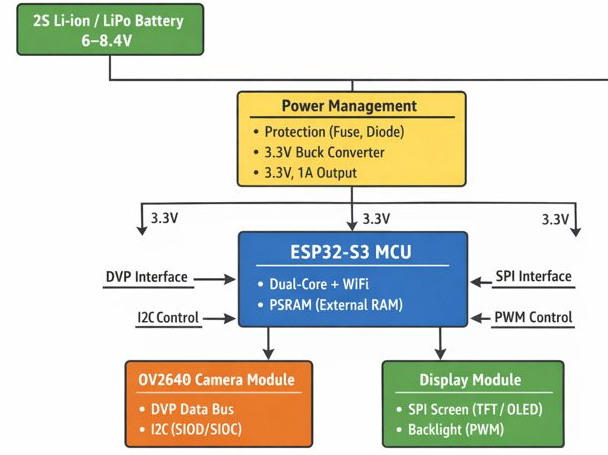 2S Li-ion / LiPo Battery
6–8.4V
Power Management
• Protection (Fuse, Diode)
• 3.3V Buck Converter
• 3.3V, 1A Output
3.3V
3.3V
3.3V
ESP32-S3 MCU
• Dual-Core + WiFi
• PSRAM (External RAM)
DVP Interface
I2C Control
SPI Interface
PWM Control
OV2640 Camera Module
• DVP Data Bus
• I2C (SIOD/SIOC)
Display Module
• SPI Screen (TFT / OLED)
• Backlight (PWM)